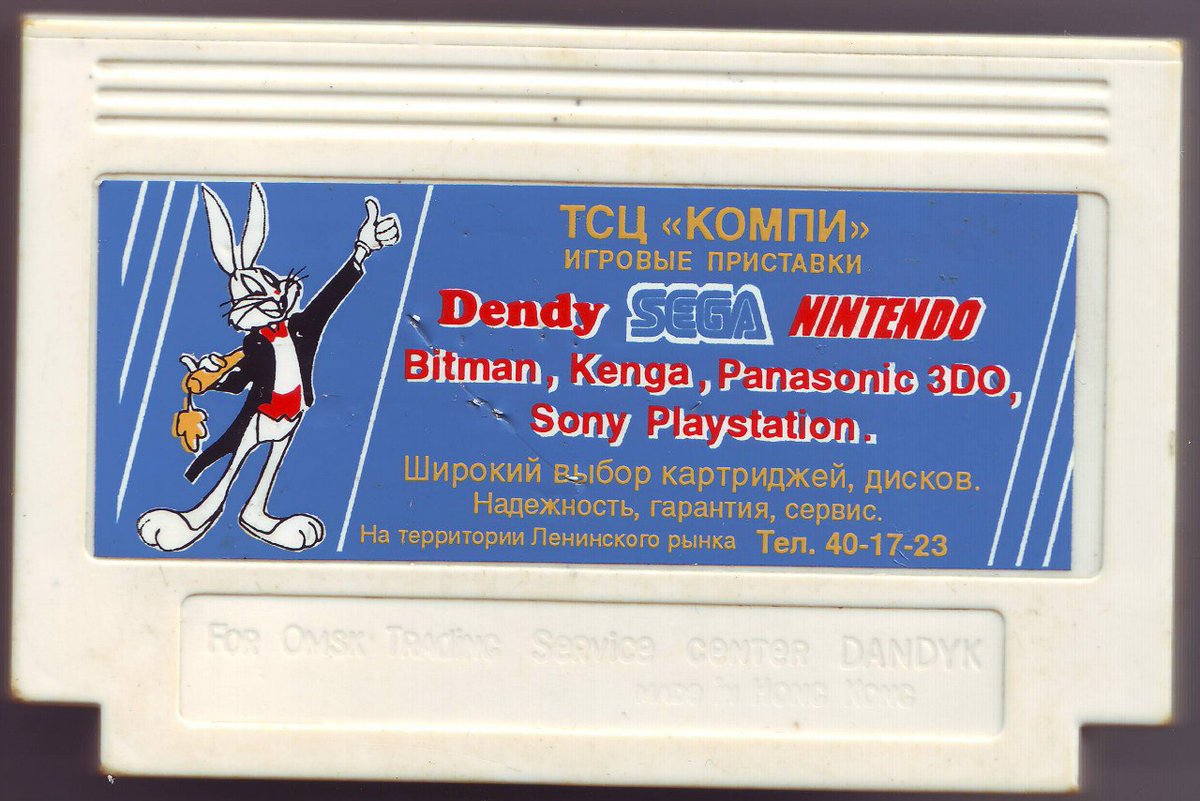 ТСЦ «КОМПИ»
ИГРОВЫЕ ПРИСТАВКИ
Dendy SEGA NINTENDO
Bitman, Kenga, Panasonic 3DO,
Sony Playstation.
Широкий выбор картриджей, дисков.
Надежность, гарантия, сервис.
На территории Ленинского рынка Тел. 40-17-23
FOR OMSK TRADING SERVICE CENTER DANDYK
MADE IN HONG KONG